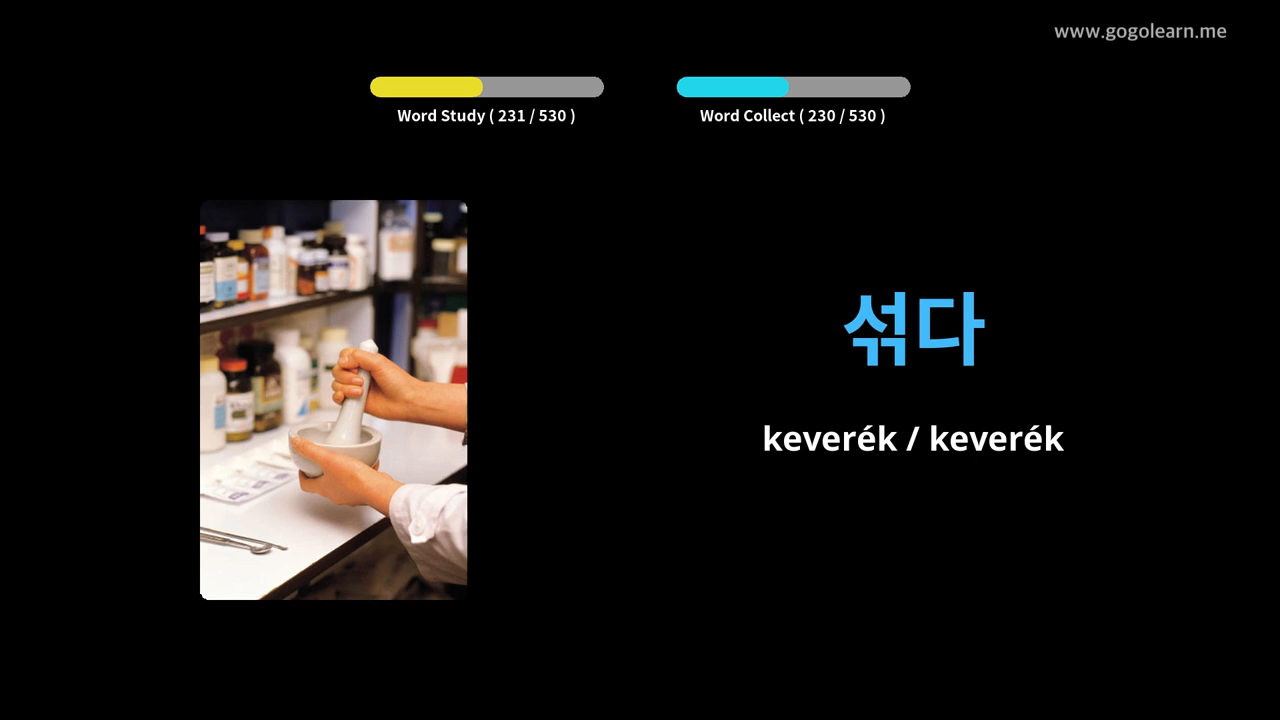 www.gogolearn.me
Word Study ( 231 / 530 )
Word Collect ( 230 / 530 )
섞다
keverék / keverék